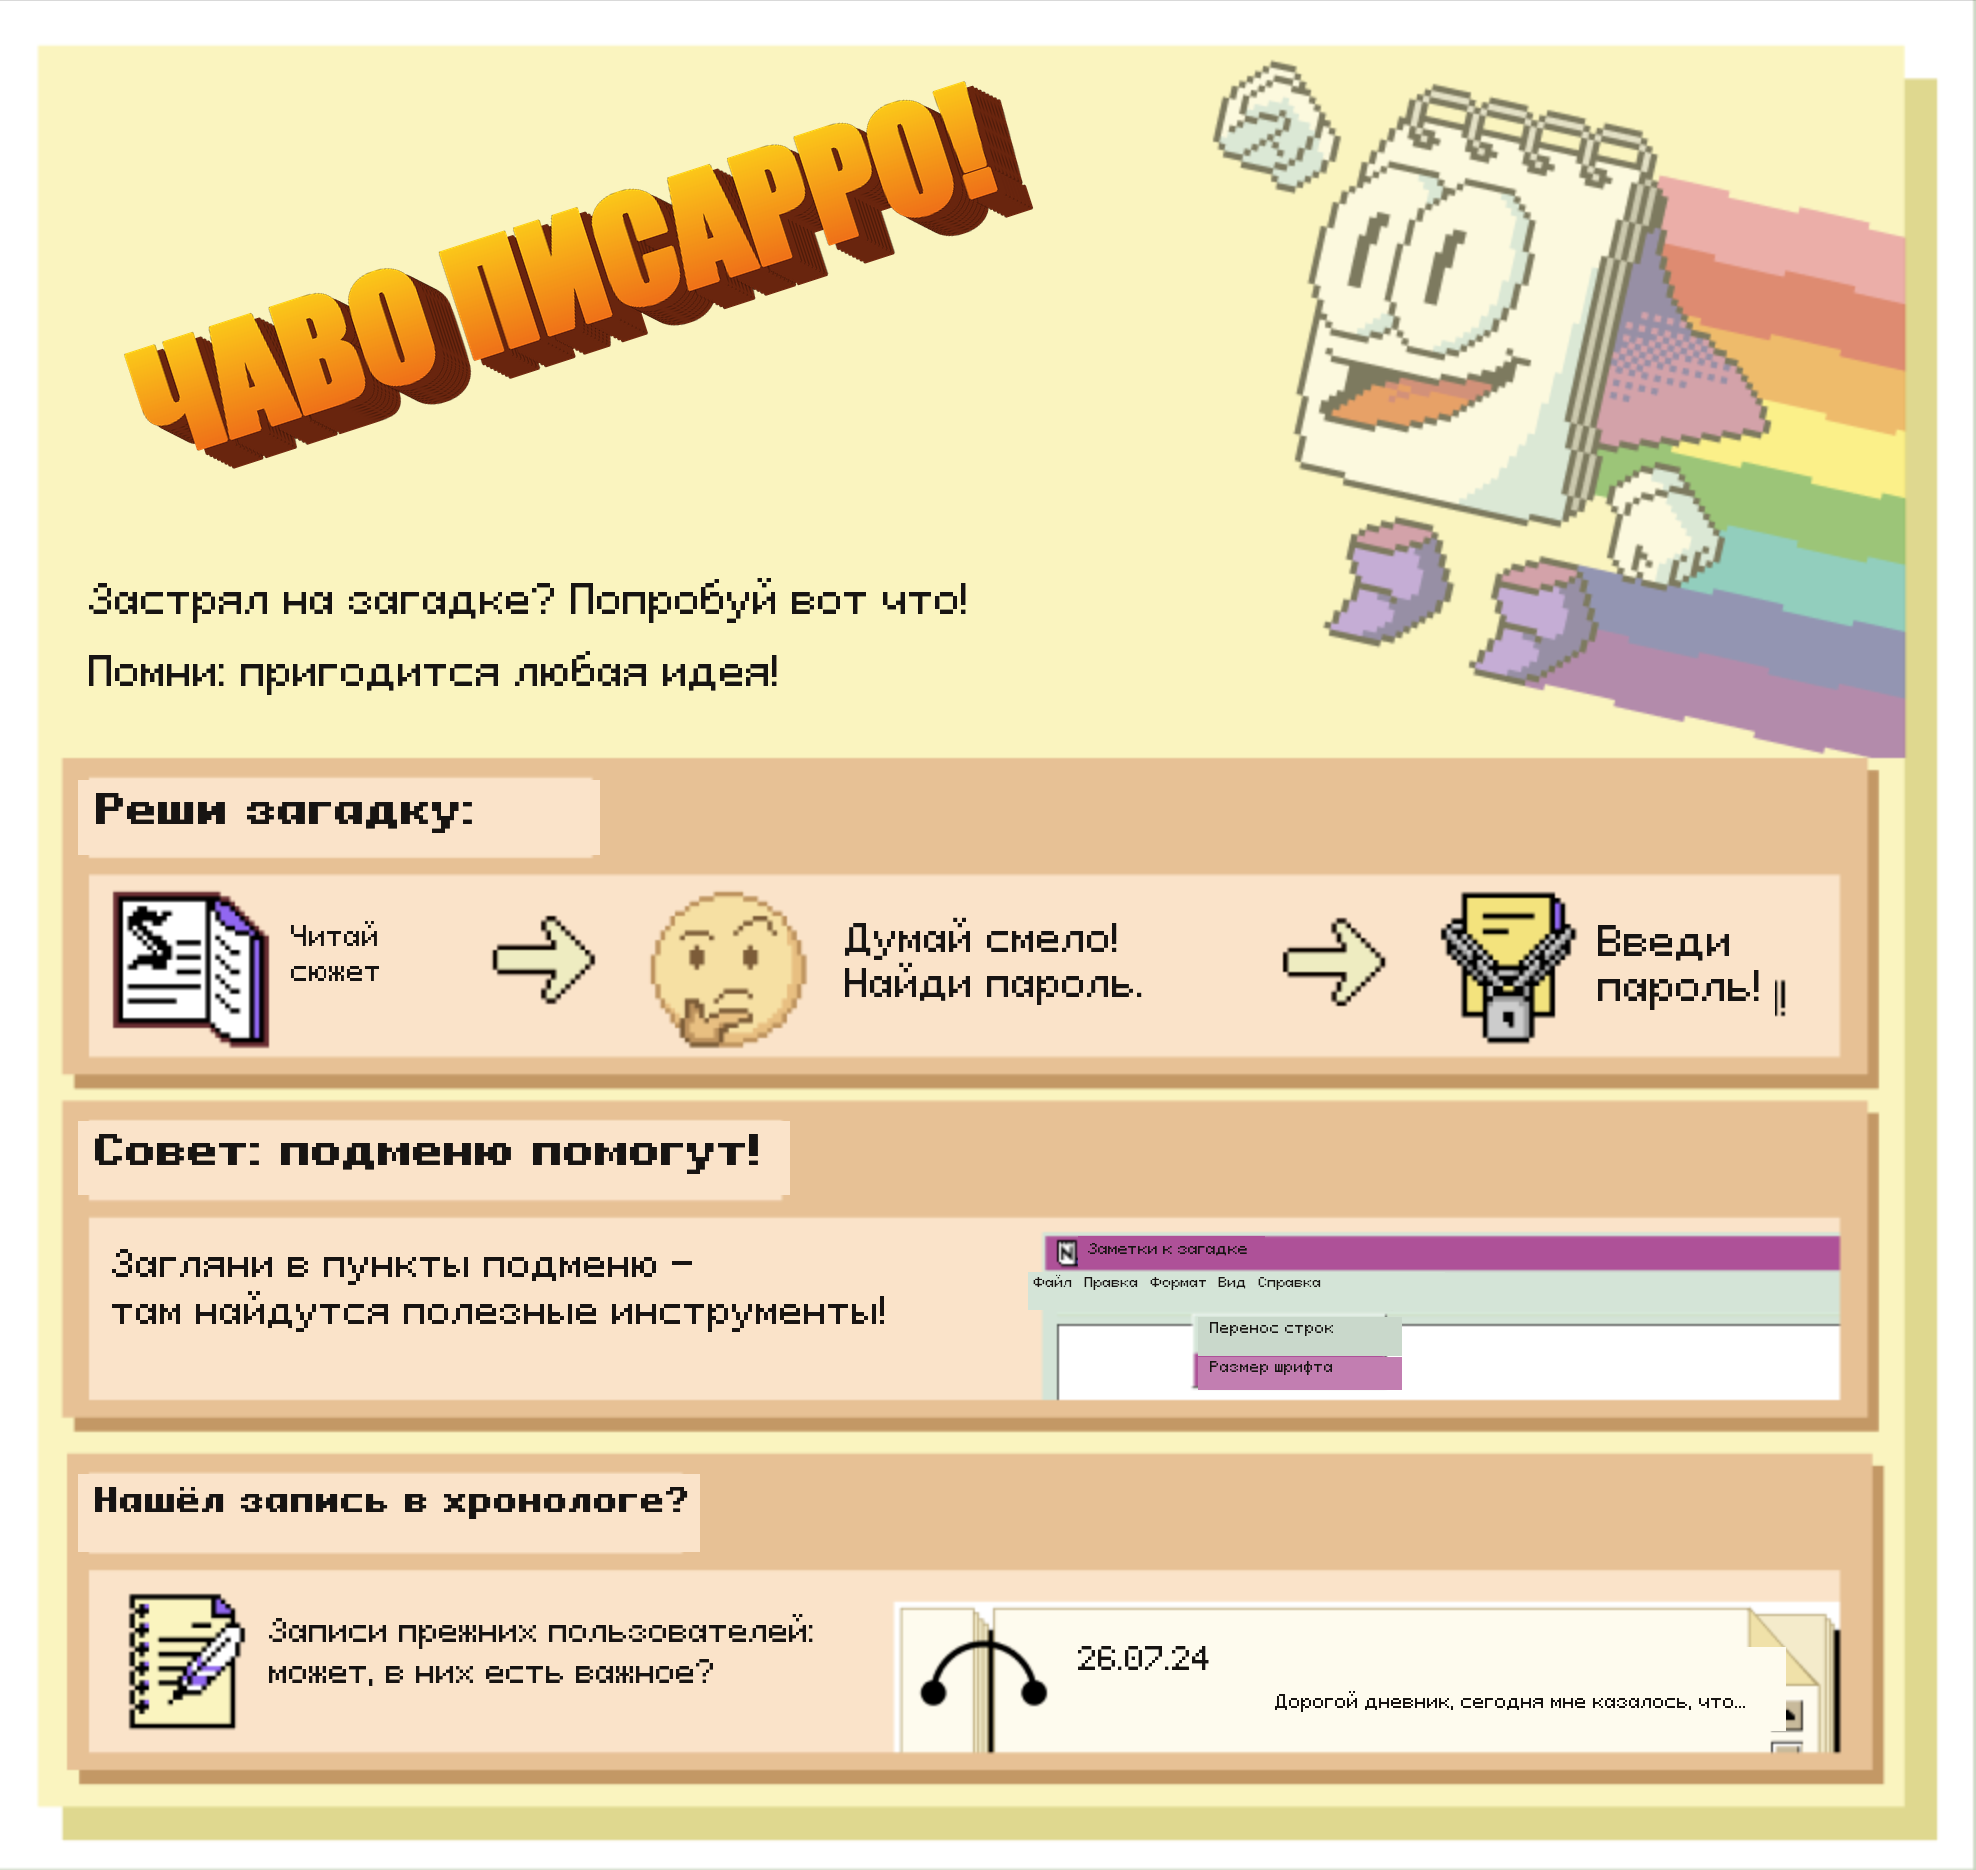 ЧАВО ПИСАРРО!
Застрял на загадке? Попробуй вот что!
Помни: пригодится любая идея!
Реши загадку:
Читай
сюжет
Думай смело!
Найди пароль.
Введи
пароль!
Совет: подменю помогут!
Загляни в пункты подменю –
там найдутся полезные инструменты!
Заметки к загадке
Файл Правка Формат Вид Справка
Перенос строк
Размер шрифта
Нашёл запись в хронологе?
Записи прежних пользователей:
может, в них есть важное?
26.07.24
Дорогой дневник, сегодня мне казалось, что...